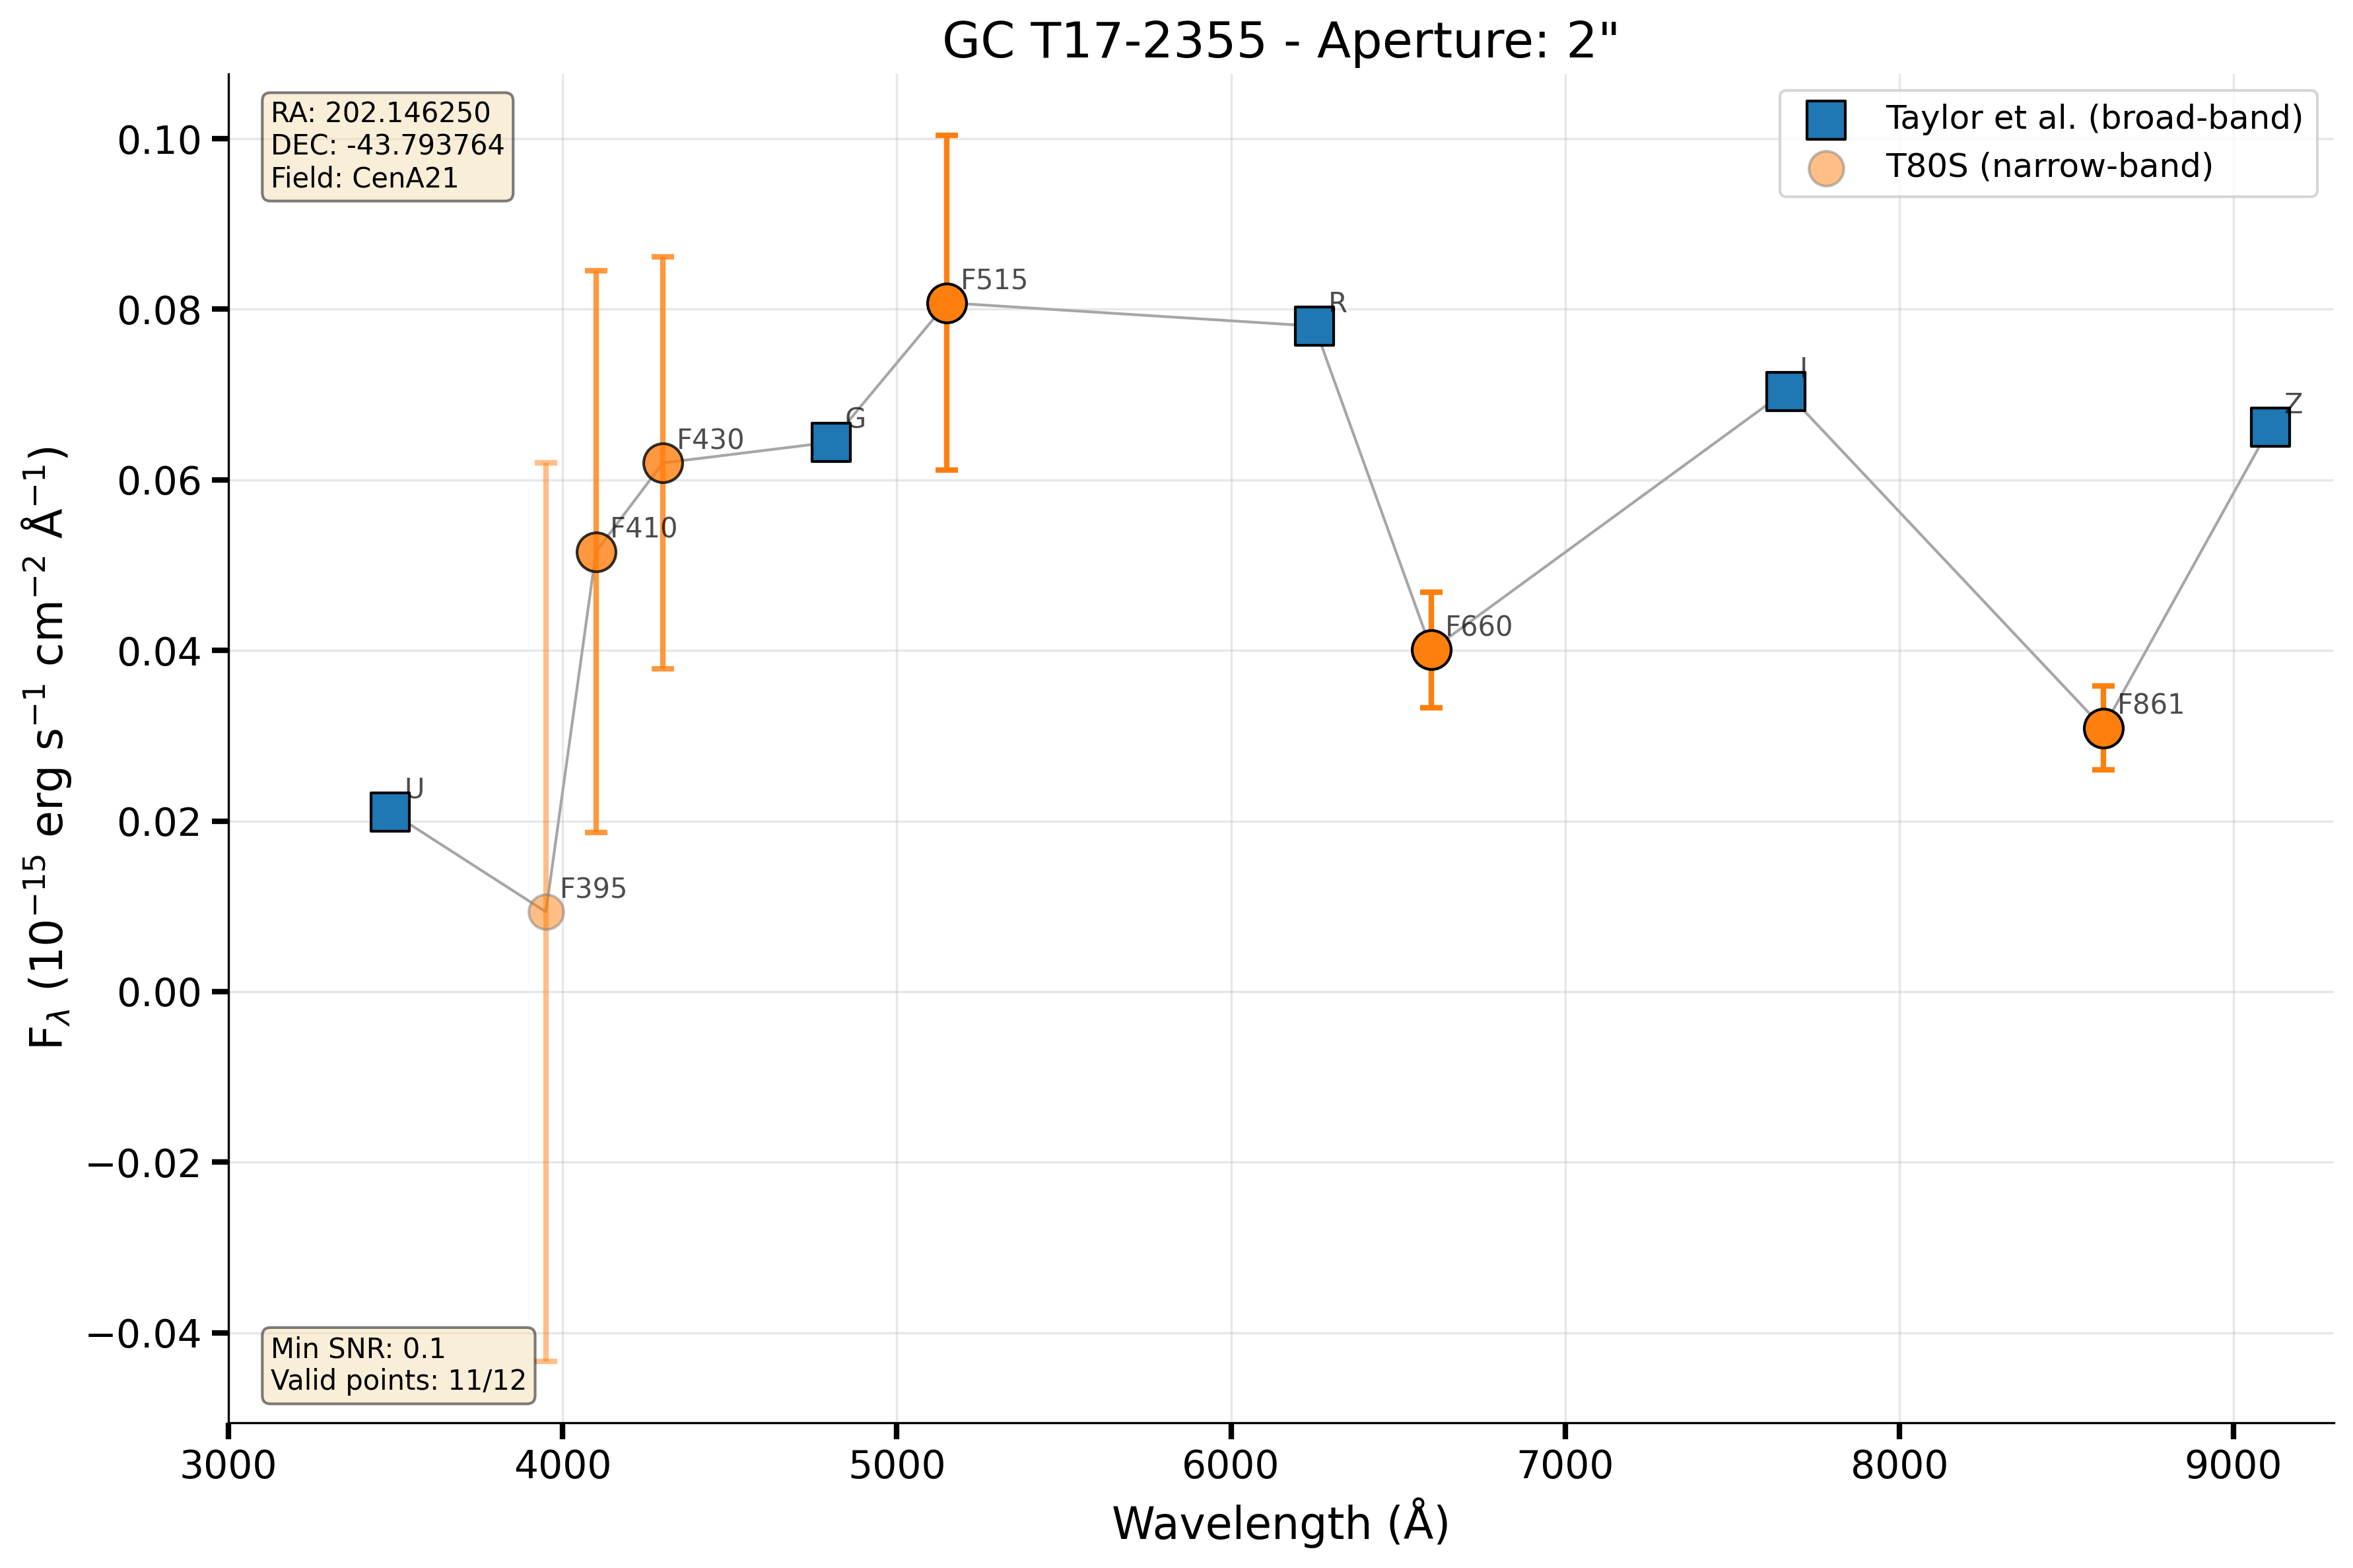 GC T17-2355 - Aperture: 2"
RA: 202.146250
DEC: -43.793764
Field: CenA21
Taylor et al. (broad-band)
T80S (narrow-band)
0.10
0.08
0.06
0.04
0.02
0.00
−0.02
−0.04
F515
R
I
Z
G
F430
F410
F660
F861
U
F395
Min SNR: 0.1
Valid points: 11/12
3000 4000 5000 6000 7000 8000 9000
Wavelength (Å)
Fλ (10⁻¹⁵ erg s⁻¹ cm⁻² Å⁻¹)